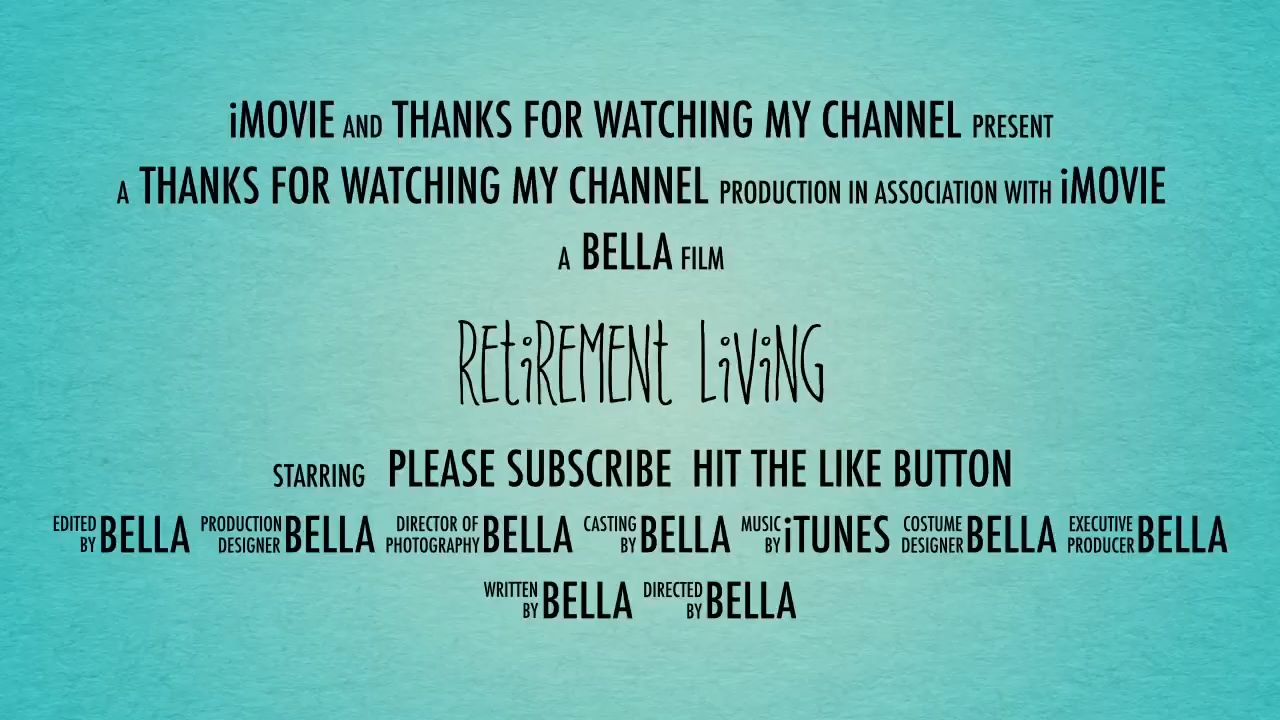 iMOVIE AND THANKS FOR WATCHING MY CHANNEL PRESENT
A THANKS FOR WATCHING MY CHANNEL PRODUCTION IN ASSOCIATION WITH iMOVIE
A BELLA FILM
RETIREMENT LIVING
STARRING PLEASE SUBSCRIBE HIT THE LIKE BUTTON
EDITED BY BELLA PRODUCTION DESIGNER BELLA DIRECTOR OF PHOTOGRAPHY BELLA CASTING BY BELLA MUSIC BY iTUNES COSTUME DESIGNER BELLA EXECUTIVE PRODUCER BELLA
WRITTEN BY BELLA DIRECTED BY BELLA